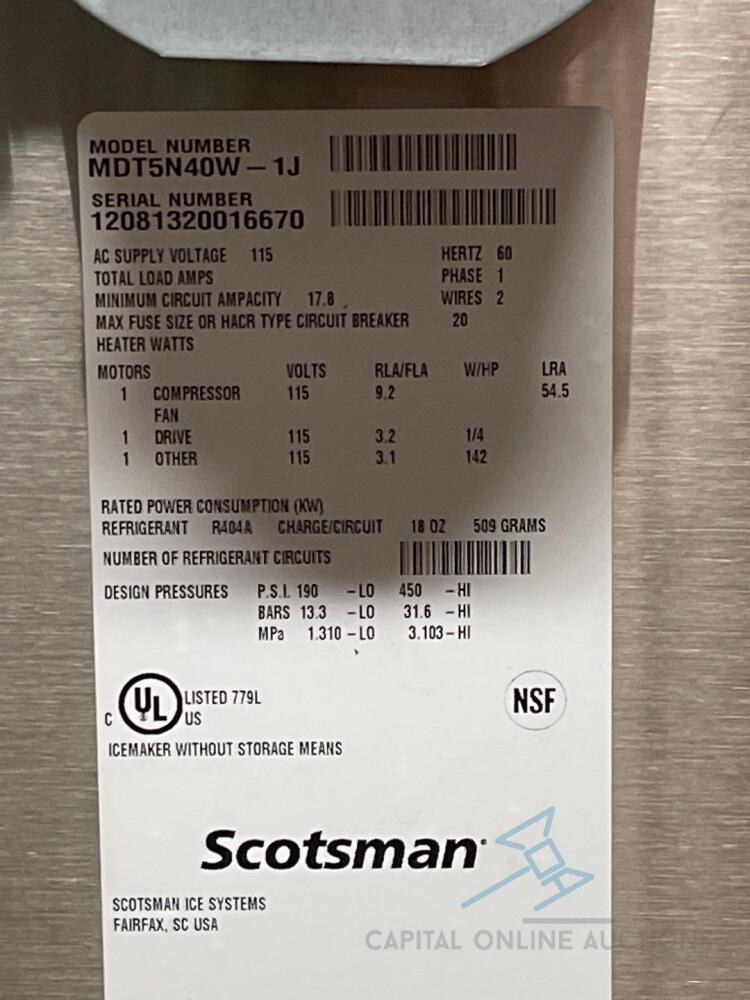 MODEL NUMBER
MDT5N40W-1J
SERIAL NUMBER
12081320016670
AC SUPPLY VOLTAGE 115 HERTZ 60
TOTAL LOAD AMPS PHASE 1
MINIMUM CIRCUIT AMPACITY 17.8 WIRES 2
MAX FUSE SIZE OR HACR TYPE CIRCUIT BREAKER 20
HEATER WATTS
MOTORS VOLTS RLA/FLA W/HP LRA
1 COMPRESSOR 115 9.2 54.5
FAN
1 DRIVE 115 3.2 1/4
1 OTHER 115 3.1 142
RATED POWER CONSUMPTION (KW)
REFRIGERANT R404A CHARGE/CIRCUIT 18 OZ 509 GRAMS
NUMBER OF REFRIGERANT CIRCUITS
DESIGN PRESSURES P.S.I. 190 -LO 450 -HI
BARS 13.3 -LO 31.6 -HI
MPa 1.310 -LO 3.103-HI
C UL US LISTED 779L
NSF
ICEMAKER WITHOUT STORAGE MEANS
Scotsman
SCOTSMAN ICE SYSTEMS
FAIRFAX, SC USA
CAPITAL ONLINE AUCTIONS